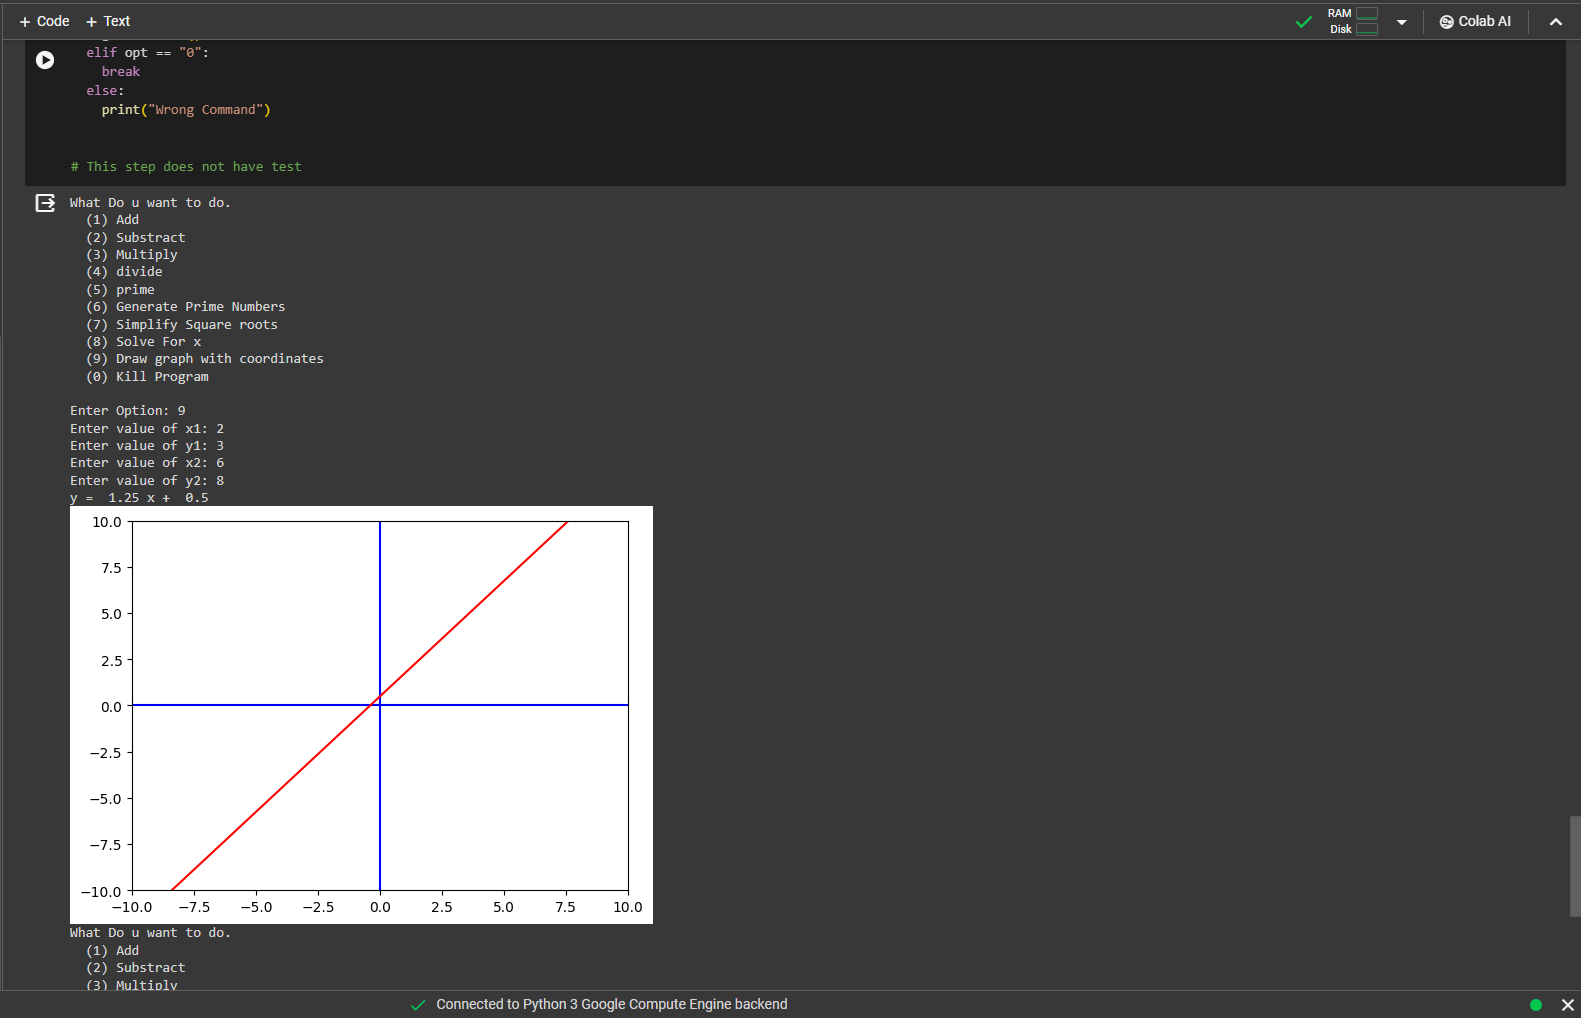 + Code + Text
RAM
Disk
Colab AI
elif opt == "0":
break
else:
print("Wrong Command")
# This step does not have test
What Do u want to do.
(1) Add
(2) Substract
(3) Multiply
(4) divide
(5) prime
(6) Generate Prime Numbers
(7) Simplify Square roots
(8) Solve For x
(9) Draw graph with coordinates
(0) Kill Program
Enter Option: 9
Enter value of x1: 2
Enter value of y1: 3
Enter value of x2: 6
Enter value of y2: 8
y =  1.25 x +  0.5
10.0
7.5
5.0
2.5
0.0
−2.5
−5.0
−7.5
−10.0
−10.0 −7.5 −5.0 −2.5 0.0 2.5 5.0 7.5 10.0
What Do u want to do.
(1) Add
(2) Substract
(3) Multiply
Connected to Python 3 Google Compute Engine backend